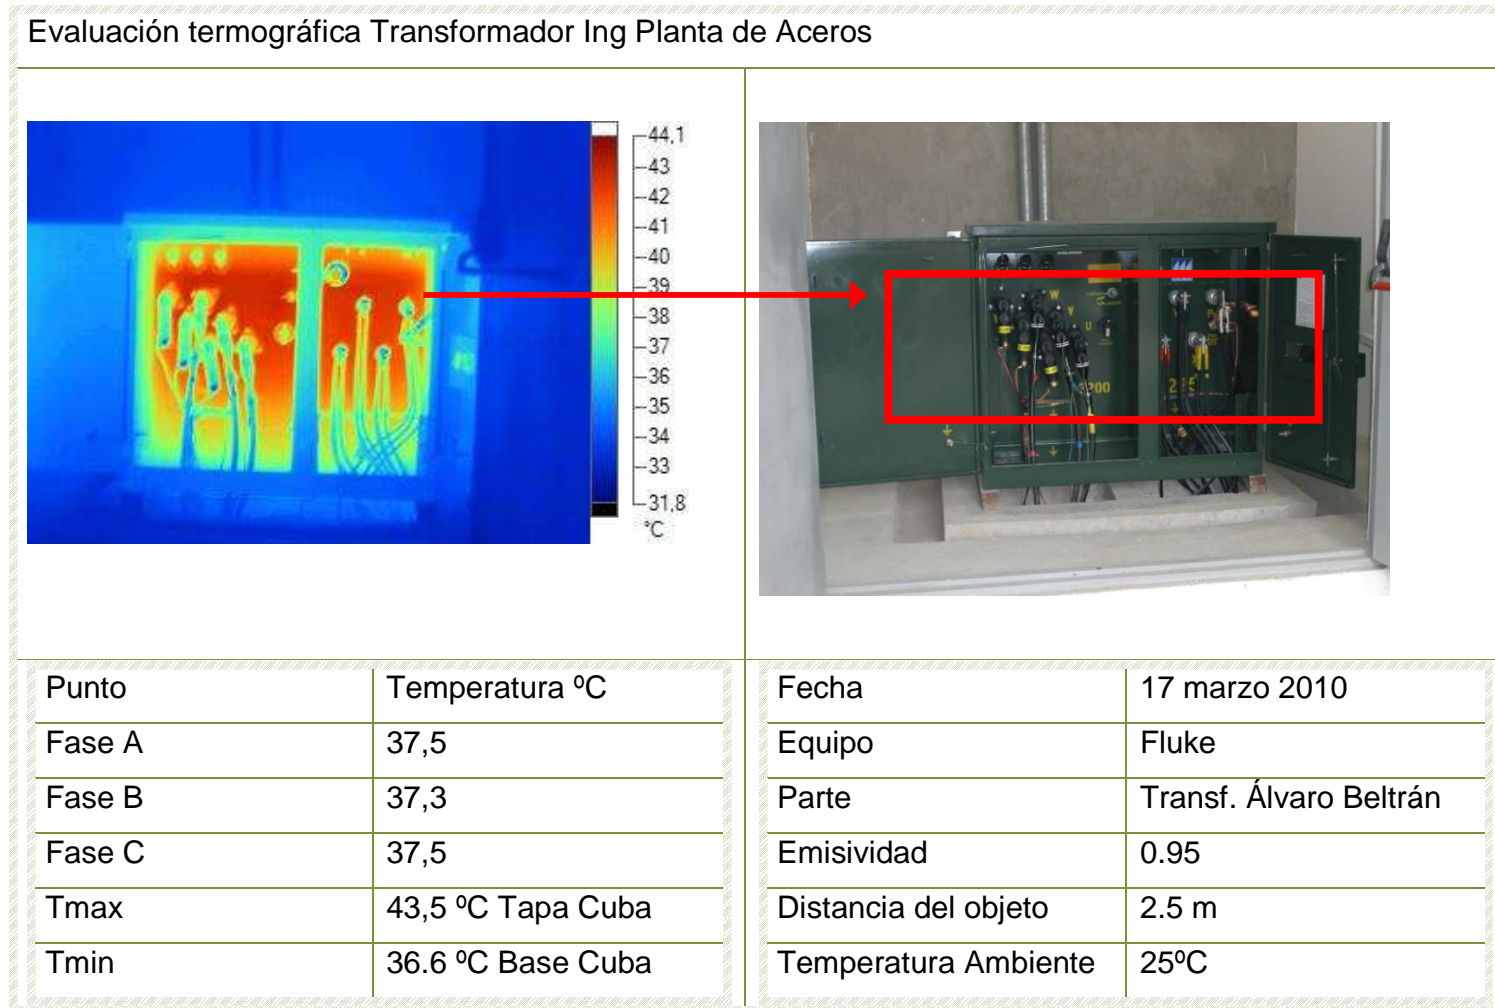 Evaluación termográfica Transformador Ing Planta de Aceros
44,1
43
42
41
40
39
38
37
36
35
34
33
31,8
°C
W
V
U
3200
Punto Temperatura ºC
Fase A 37,5
Fase B 37,3
Fase C 37,5
Tmax 43,5 ºC Tapa Cuba
Tmin 36.6 ºC Base Cuba
Fecha 17 marzo 2010
Equipo Fluke
Parte Transf. Álvaro Beltrán
Emisividad 0.95
Distancia del objeto 2.5 m
Temperatura Ambiente 25ºC